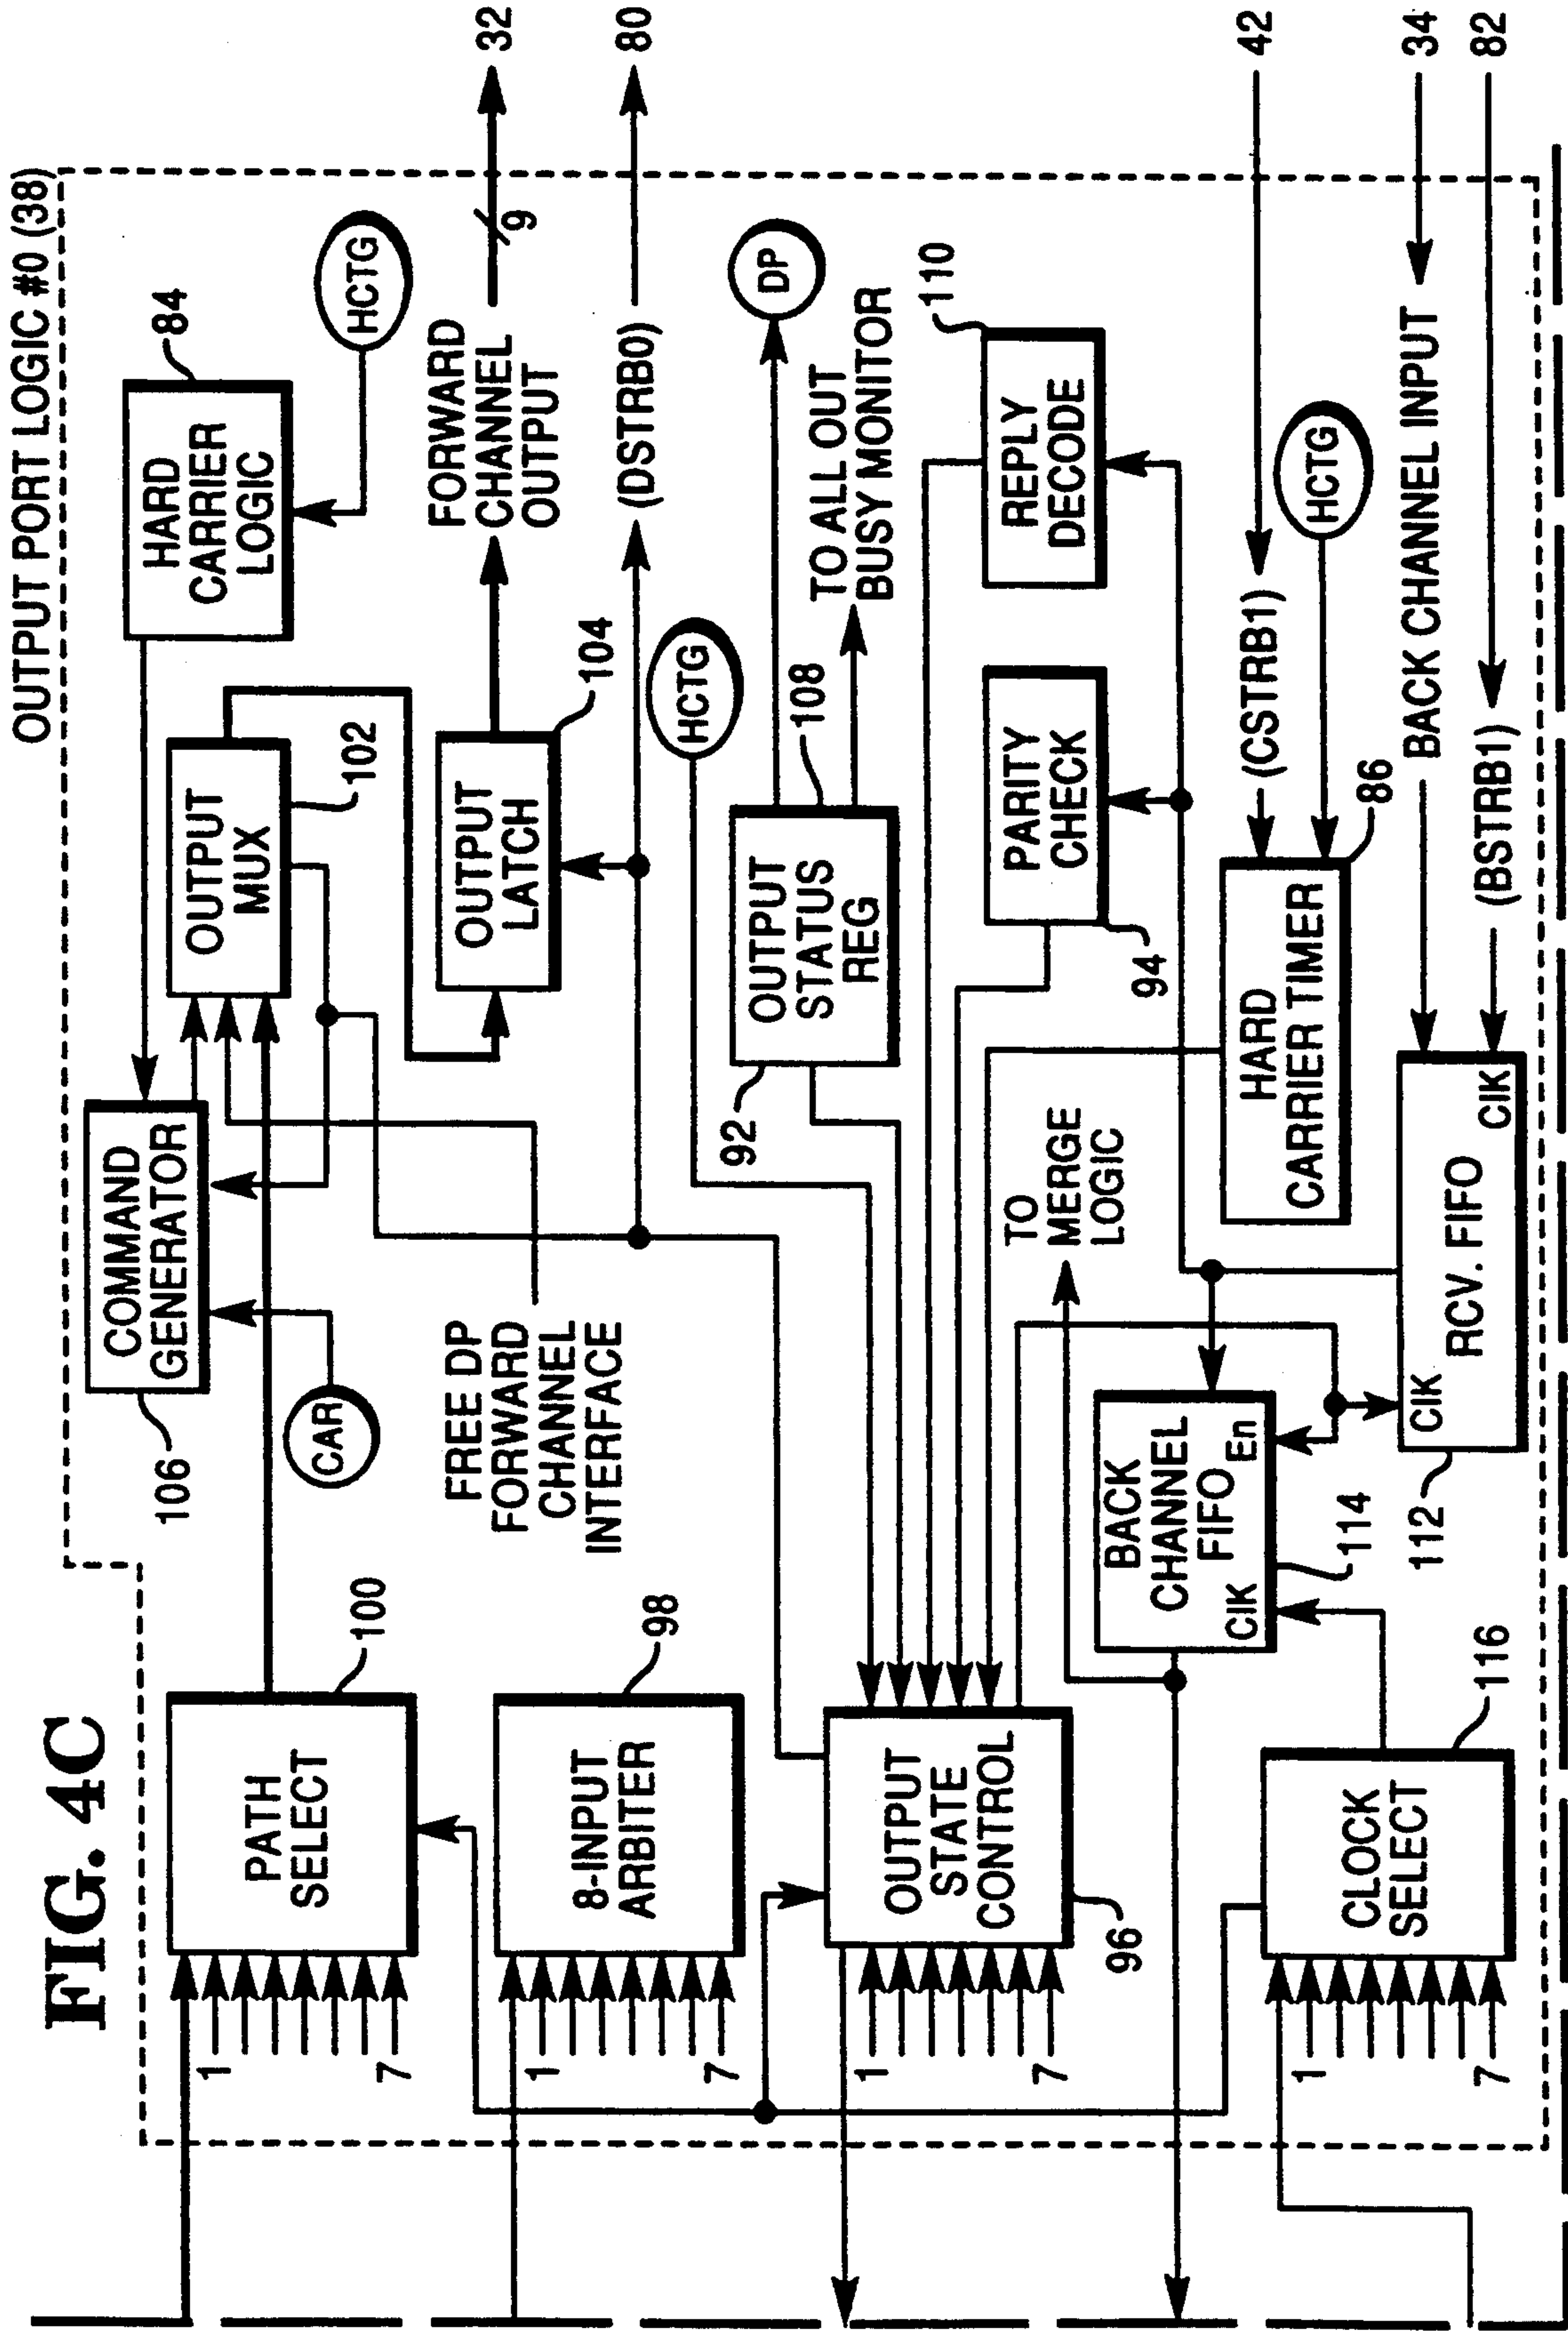 FIG. 4C
OUTPUT PORT LOGIC #0 (38)
PATH
SELECT
100
1
7
COMMAND
GENERATOR
106
CAR
OUTPUT
MUX
102
HARD
CARRIER
LOGIC
84
HCTG
8-INPUT
ARBITER
98
1
7
FREE DP
FORWARD
CHANNEL
INTERFACE
OUTPUT
LATCH
104
FORWARD
CHANNEL
OUTPUT
9
32
(DSTRB0)
80
HCTG
OUTPUT
STATE
CONTROL
96
1
7
OUTPUT
STATUS
REG
92
108
DP
TO ALL OUT
BUSY MONITOR
PARITY
CHECK
94
REPLY
DECODE
110
TO
MERGE
LOGIC
BACK
CHANNEL
FIFO
En
ClK
114
HARD
CARRIER TIMER
86
(CSTRB1)
42
HCTG
CLOCK
SELECT
116
1
7
RCV. FIFO
ClK
ClK
112
BACK CHANNEL INPUT
34
(BSTRB1)
82